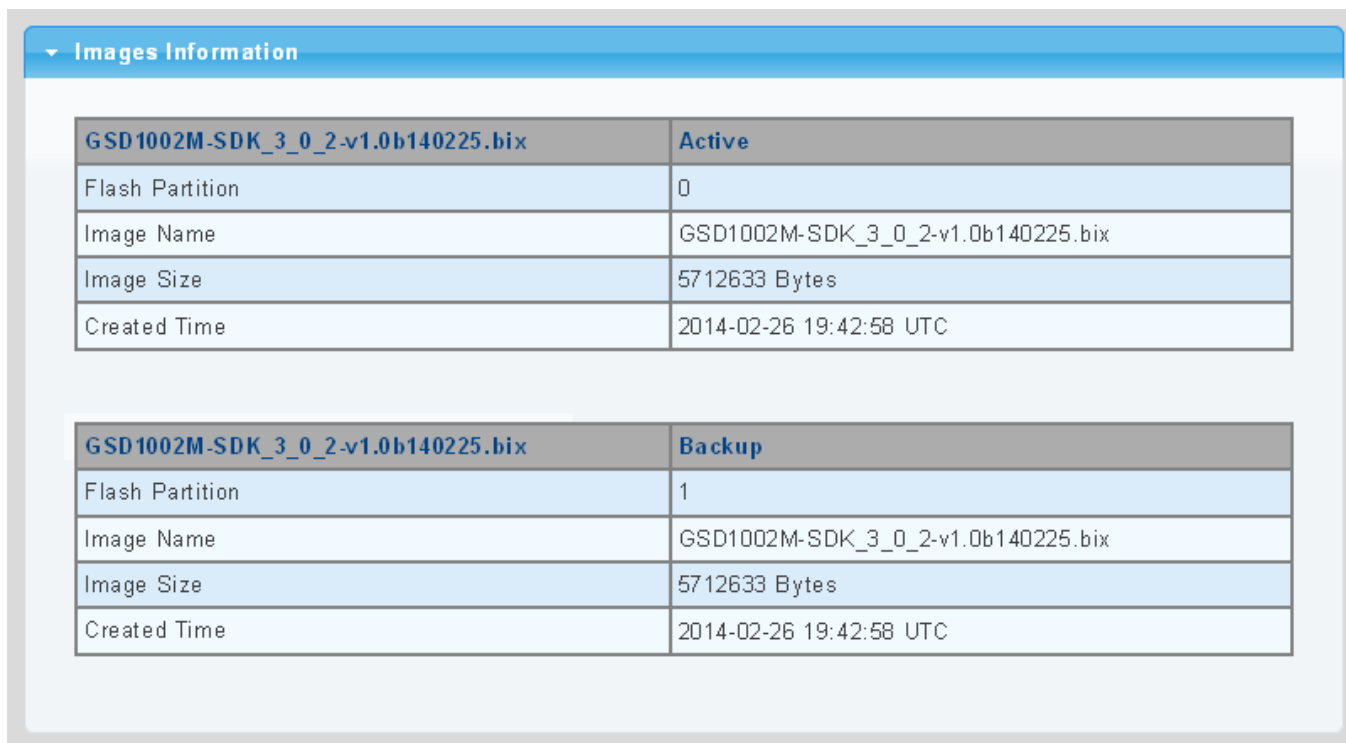 Images Information
GSD1002M-SDK_3_0_2-v1.0b140225.bix Active
Flash Partition 0
Image Name GSD1002M-SDK_3_0_2-v1.0b140225.bix
Image Size 5712633 Bytes
Created Time 2014-02-26 19:42:58 UTC
GSD1002M-SDK_3_0_2-v1.0b140225.bix Backup
Flash Partition 1
Image Name GSD1002M-SDK_3_0_2-v1.0b140225.bix
Image Size 5712633 Bytes
Created Time 2014-02-26 19:42:58 UTC